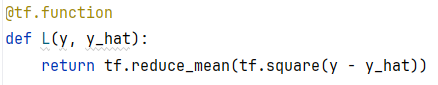 @tf.function
def L(y, y_hat):
    return tf.reduce_mean(tf.square(y - y_hat))